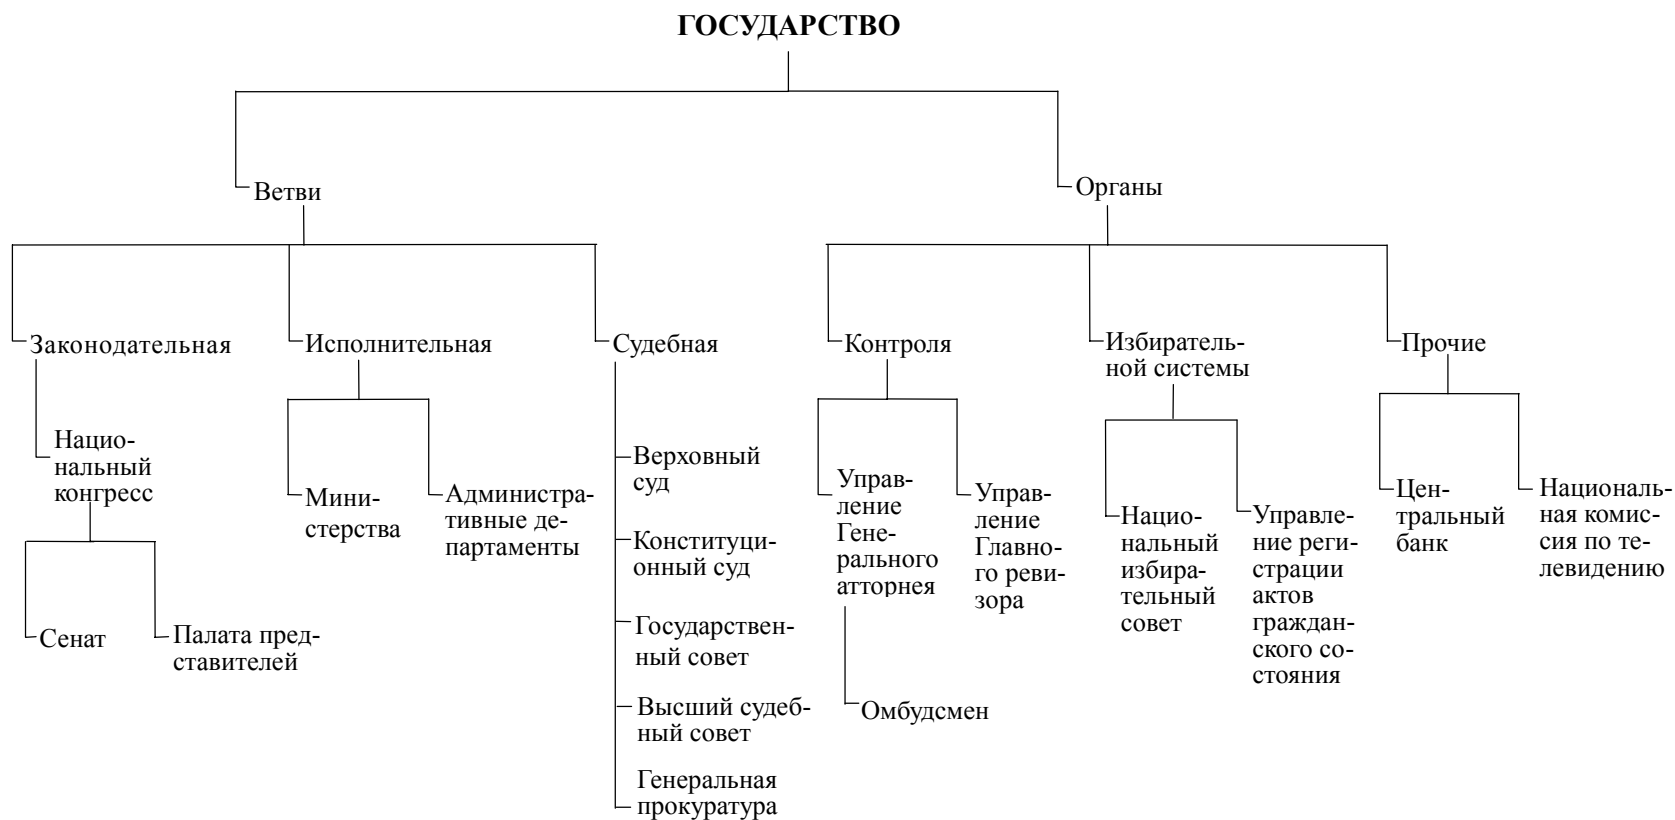 ГОСУДАРСТВО
Ветви
Органы
Законодательная
Исполнительная
Судебная
Контроля
Избиратель-
ной системы
Прочие
Нацио-
нальный
конгресс
Сенат
Палата пред-
ставителей
Мини-
стерства
Администра-
тивные де-
партаменты
Верховный
суд
Конституци-
онный суд
Государствен-
ный совет
Высший судеб-
ный совет
Генеральная
прокуратура
Управ-
ление
Гене-
рального
атторнея
Омбудсмен
Управ-
ление
Главног
о реви-
зора
Нацио-
нальный
избира-
тельный
совет
Управле-
ние реги-
страции
актов
граждан-
ского со-
стояния
Цен-
тральный
банк
Националь-
ная комис-
сия по те-
левидению